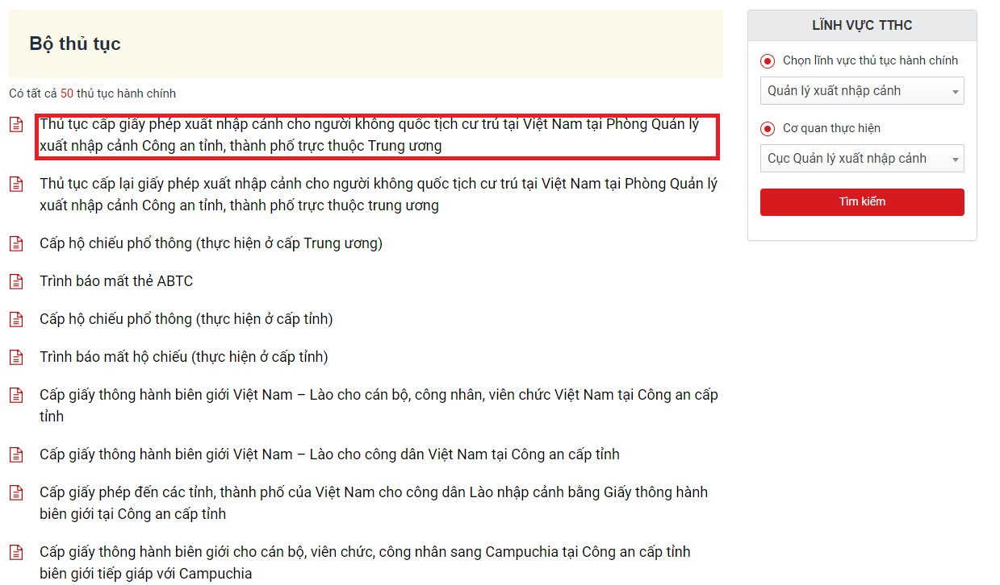 Bộ thủ tục
Có tất cả 50 thủ tục hành chính
Thủ tục cấp giấy phép xuất nhập cảnh cho người không quốc tịch cư trú tại Việt Nam tại Phòng Quản lý
xuất nhập cảnh Công an tỉnh, thành phố trực thuộc Trung ương
Thủ tục cấp lại giấy phép xuất nhập cảnh cho người không quốc tịch cư trú tại Việt Nam tại Phòng Quản lý
xuất nhập cảnh Công an tỉnh, thành phố trực thuộc trung ương
Cấp hộ chiếu phổ thông (thực hiện ở cấp Trung ương)
Trình báo mất thẻ ABTC
Cấp hộ chiếu phổ thông (thực hiện ở cấp tỉnh)
Trình báo mất hộ chiếu (thực hiện ở cấp tỉnh)
Cấp giấy thông hành biên giới Việt Nam – Lào cho cán bộ, công nhân, viên chức Việt Nam tại Công an cấp
tỉnh
Cấp giấy thông hành biên giới Việt Nam – Lào cho công dân Việt Nam tại Công an cấp tỉnh
Cấp giấy phép đến các tỉnh, thành phố của Việt Nam cho công dân Lào nhập cảnh bằng Giấy thông hành
biên giới tại Công an cấp tỉnh
Cấp giấy thông hành biên giới cho cán bộ, viên chức, công nhân sang Campuchia tại Công an cấp tỉnh
biên giới tiếp giáp với Campuchia
LĨNH VỰC TTHC
Chọn lĩnh vực thủ tục hành chính
Quản lý xuất nhập cảnh
Cơ quan thực hiện
Cục Quản lý xuất nhập cảnh
Tìm kiếm